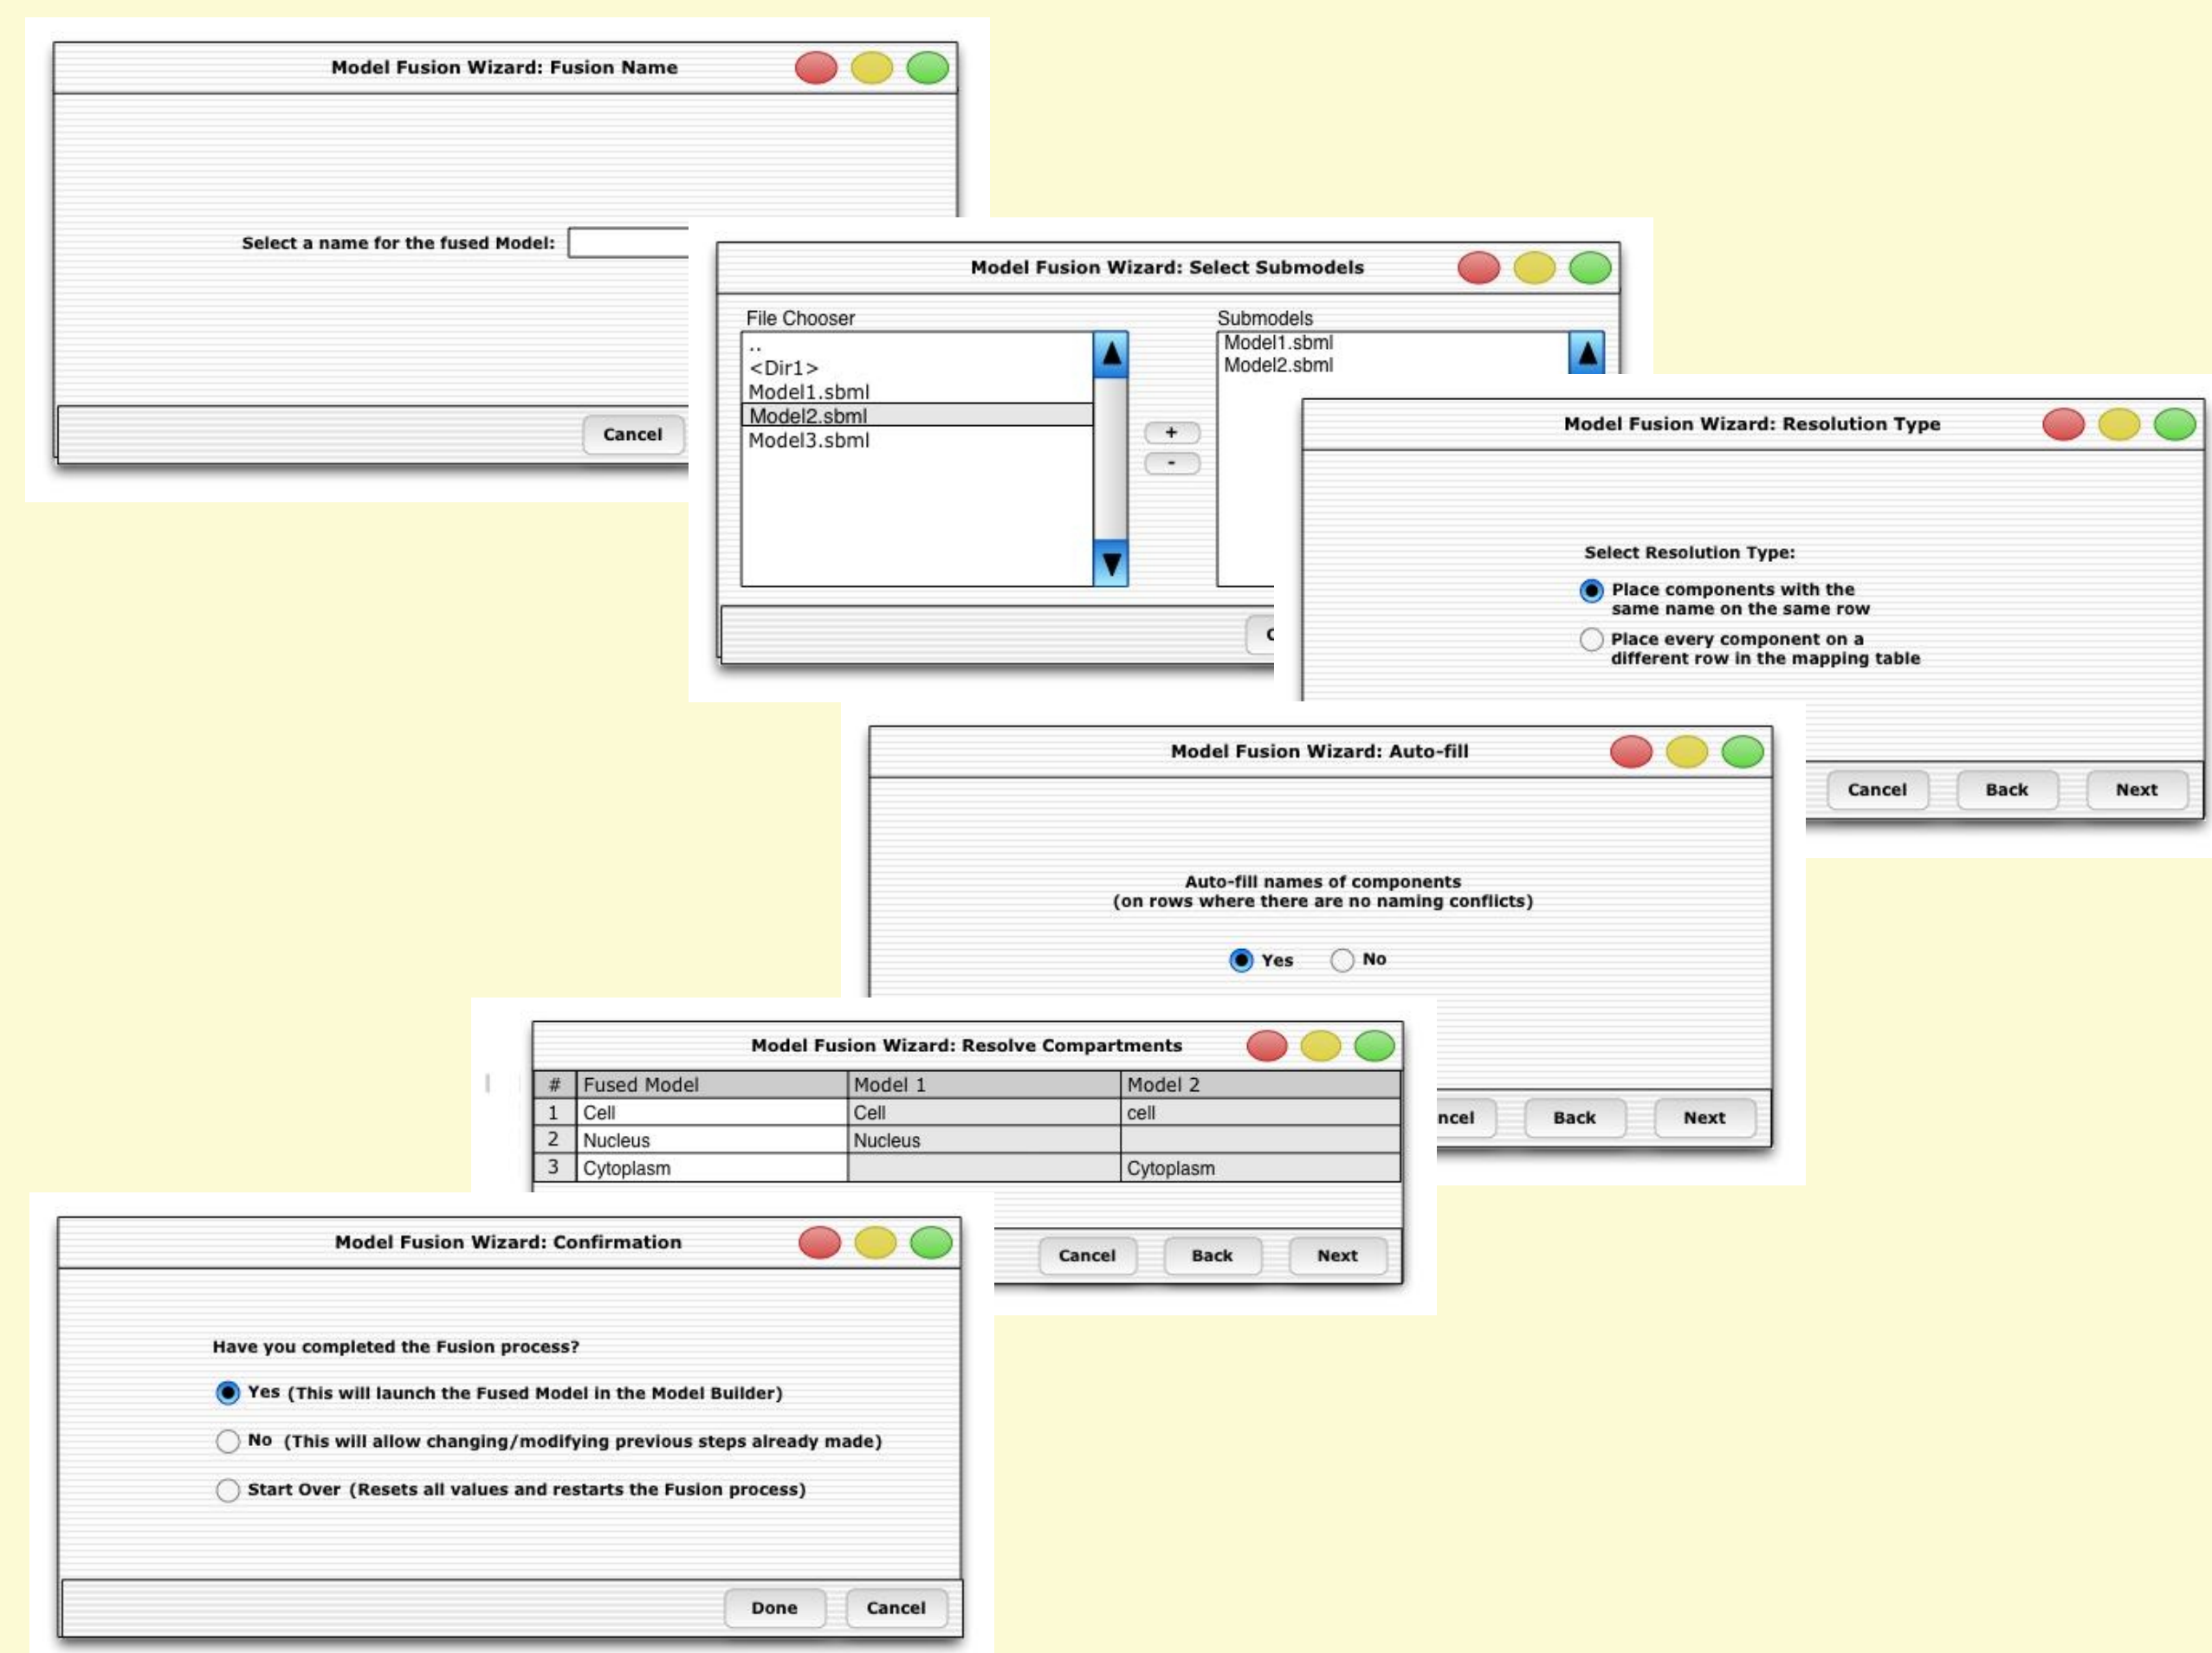 Model Fusion Wizard: Fusion Name
Select a name for the fused Model:
Cancel
Model Fusion Wizard: Select Submodels
File Chooser
..
<Dir1>
Model1.sbml
Model2.sbml
Model3.sbml
+
-
Submodels
Model1.sbml
Model2.sbml
Model Fusion Wizard: Resolution Type
Select Resolution Type:
Place components with the
same name on the same row
Place every component on a
different row in the mapping table
Cancel Back Next
Model Fusion Wizard: Auto-fill
Auto-fill names of components
(on rows where there are no naming conflicts)
Yes No
ncel Back Next
Model Fusion Wizard: Resolve Compartments
# Fused Model Model 1 Model 2
1 Cell Cell cell
2 Nucleus Nucleus
3 Cytoplasm Cytoplasm
Cancel Back Next
Model Fusion Wizard: Confirmation
Have you completed the Fusion process?
Yes (This will launch the Fused Model in the Model Builder)
No (This will allow changing/modifying previous steps already made)
Start Over (Resets all values and restarts the Fusion process)
Done Cancel